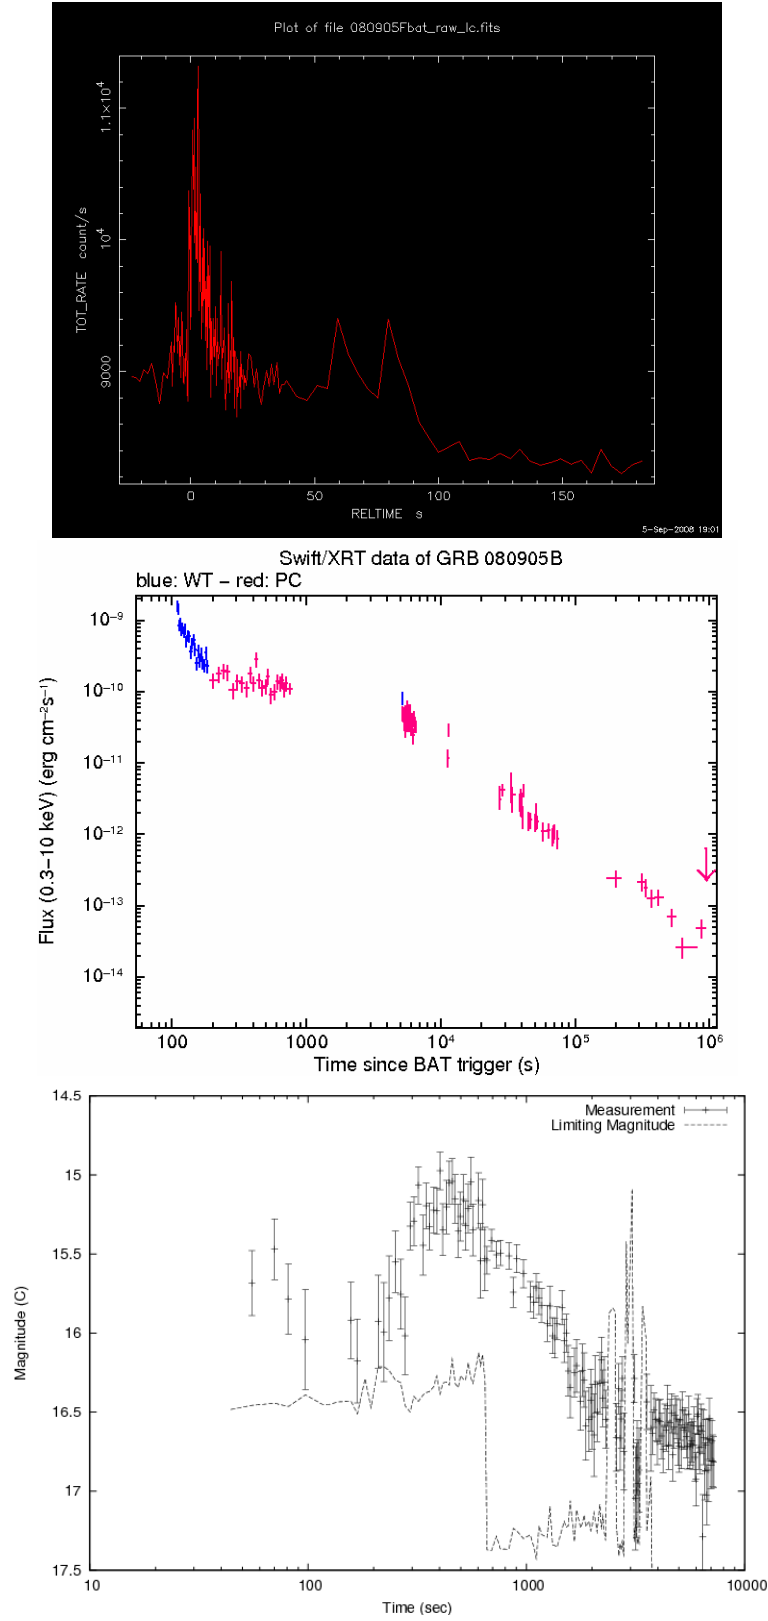 Plot of file 080905Fbat_raw_lc.fits
1.1×10⁴
10⁴
9000
TOT_RATE count/s
0 50 100 150
RELTIME s
5-Sep-2008 19:01
Swift/XRT data of GRB 080905B
blue: WT – red: PC
10⁻⁹
10⁻¹⁰
10⁻¹¹
10⁻¹²
10⁻¹³
10⁻¹⁴
Flux (0.3–10 keV) (erg cm⁻²s⁻¹)
100 1000 10⁴ 10⁵ 10⁶
Time since BAT trigger (s)
14.5
15
15.5
16
16.5
17
17.5
Magnitude (C)
Measurement
Limiting Magnitude
10 100 1000 10000
Time (sec)